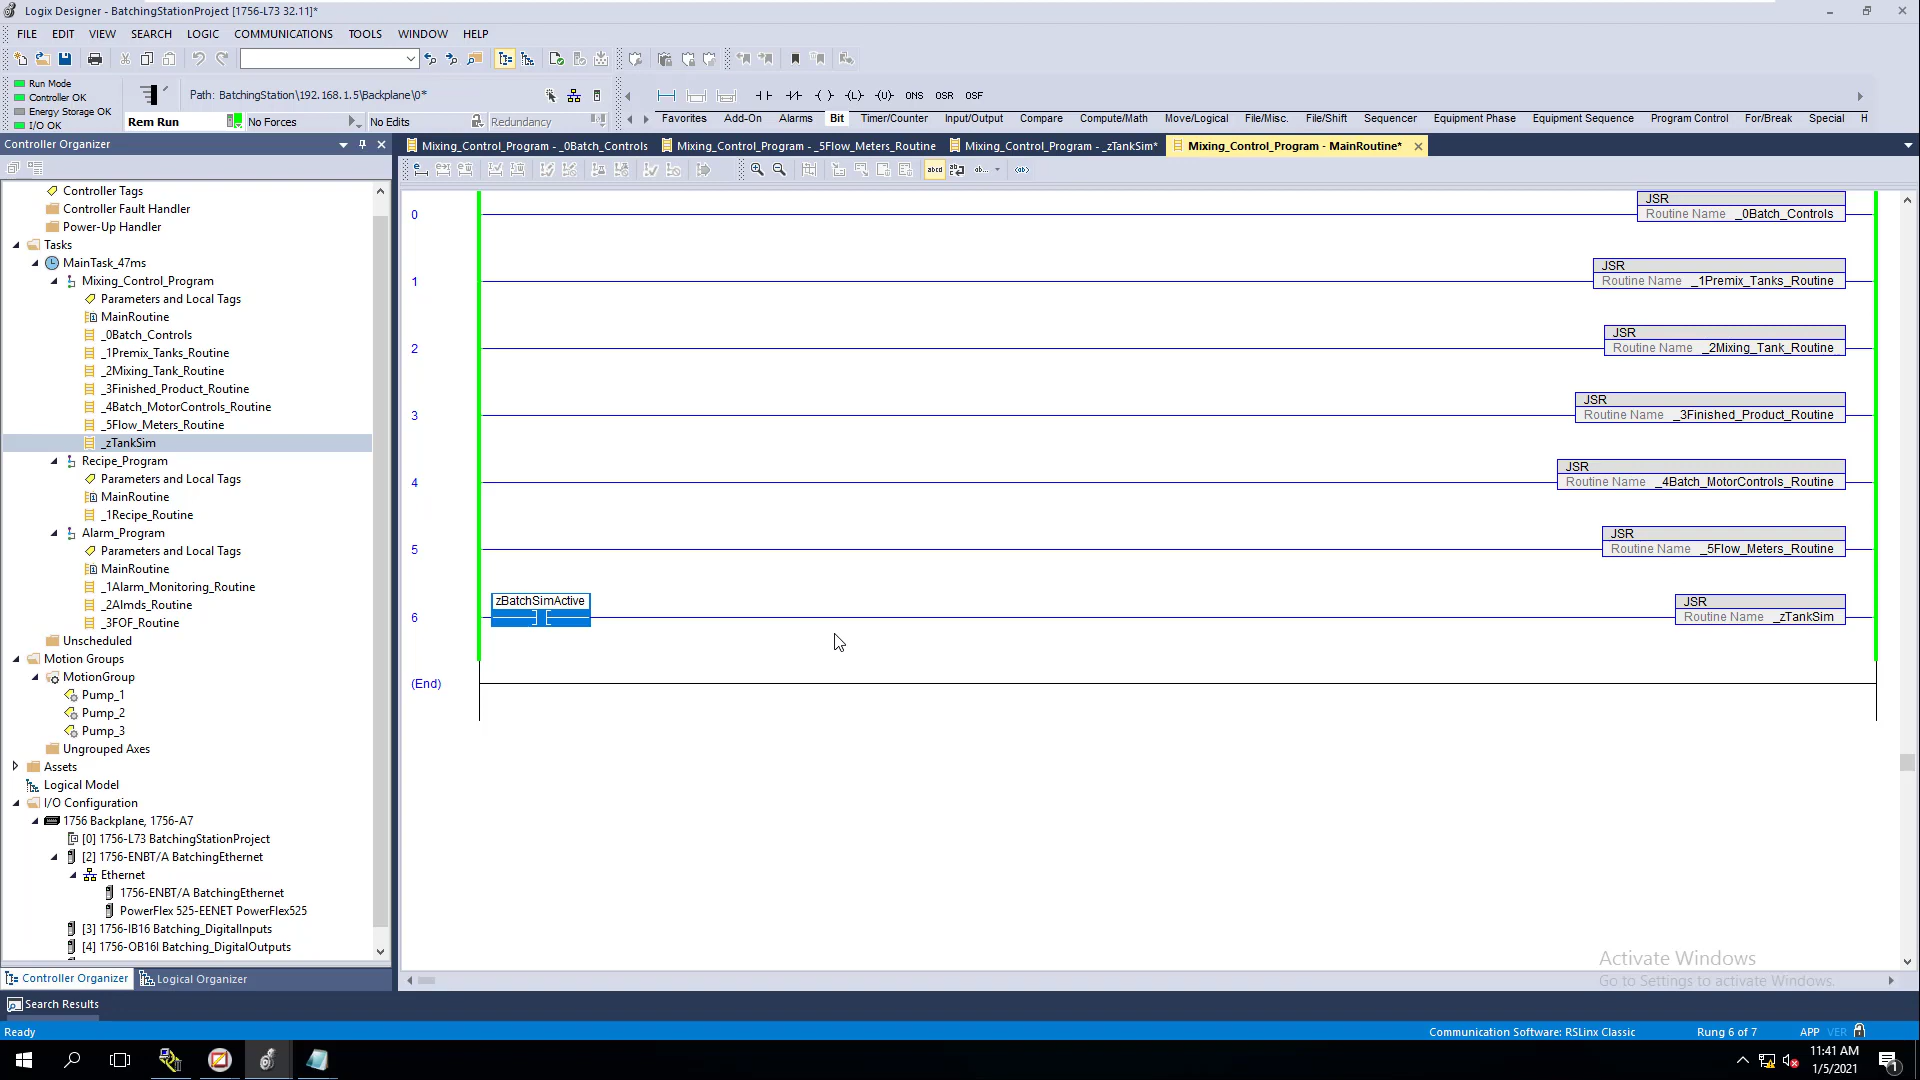 Logix Designer - BatchingStationProject [1756-L73 32.11]*
FILE EDIT VIEW SEARCH LOGIC COMMUNICATIONS TOOLS WINDOW HELP
Run Mode
Controller OK
Energy Storage OK
I/O OK
Path: BatchingStation\192.168.1.5\Backplane\0*
Rem Run No Forces No Edits Redundancy
ONS OSR OSF
Favorites Add-On Alarms Bit Timer/Counter Input/Output Compare Compute/Math Move/Logical File/Misc. File/Shift Sequencer Equipment Phase Equipment Sequence Program Control For/Break Special H
Controller Organizer
Mixing_Control_Program - _0Batch_Controls Mixing_Control_Program - _5Flow_Meters_Routine Mixing_Control_Program - _zTankSim* Mixing_Control_Program - MainRoutine*
Controller Tags
Controller Fault Handler
Power-Up Handler
Tasks
MainTask_47ms
Mixing_Control_Program
Parameters and Local Tags
MainRoutine
_0Batch_Controls
_1Premix_Tanks_Routine
_2Mixing_Tank_Routine
_3Finished_Product_Routine
_4Batch_MotorControls_Routine
_5Flow_Meters_Routine
_zTankSim
Recipe_Program
Parameters and Local Tags
MainRoutine
_1Recipe_Routine
Alarm_Program
Parameters and Local Tags
MainRoutine
_1Alarm_Monitoring_Routine
_2Almds_Routine
_3FOF_Routine
Unscheduled
Motion Groups
MotionGroup
Pump_1
Pump_2
Pump_3
Ungrouped Axes
Assets
Logical Model
I/O Configuration
1756 Backplane, 1756-A7
[0] 1756-L73 BatchingStationProject
[2] 1756-ENBT/A BatchingEthernet
Ethernet
1756-ENBT/A BatchingEthernet
PowerFlex 525-EENET PowerFlex525
[3] 1756-IB16 Batching_DigitalInputs
[4] 1756-OB16I Batching_DigitalOutputs
Controller Organizer Logical Organizer
0
JSR
Routine Name _0Batch_Controls
1
JSR
Routine Name _1Premix_Tanks_Routine
2
JSR
Routine Name _2Mixing_Tank_Routine
3
JSR
Routine Name _3Finished_Product_Routine
4
JSR
Routine Name _4Batch_MotorControls_Routine
5
JSR
Routine Name _5Flow_Meters_Routine
6
zBatchSimActive
JSR
Routine Name _zTankSim
(End)
Activate Windows
Go to Settings to activate Windows.
Search Results
Ready
Communication Software: RSLinx Classic
Rung 6 of 7
APP VER
11:41 AM
1/5/2021
1